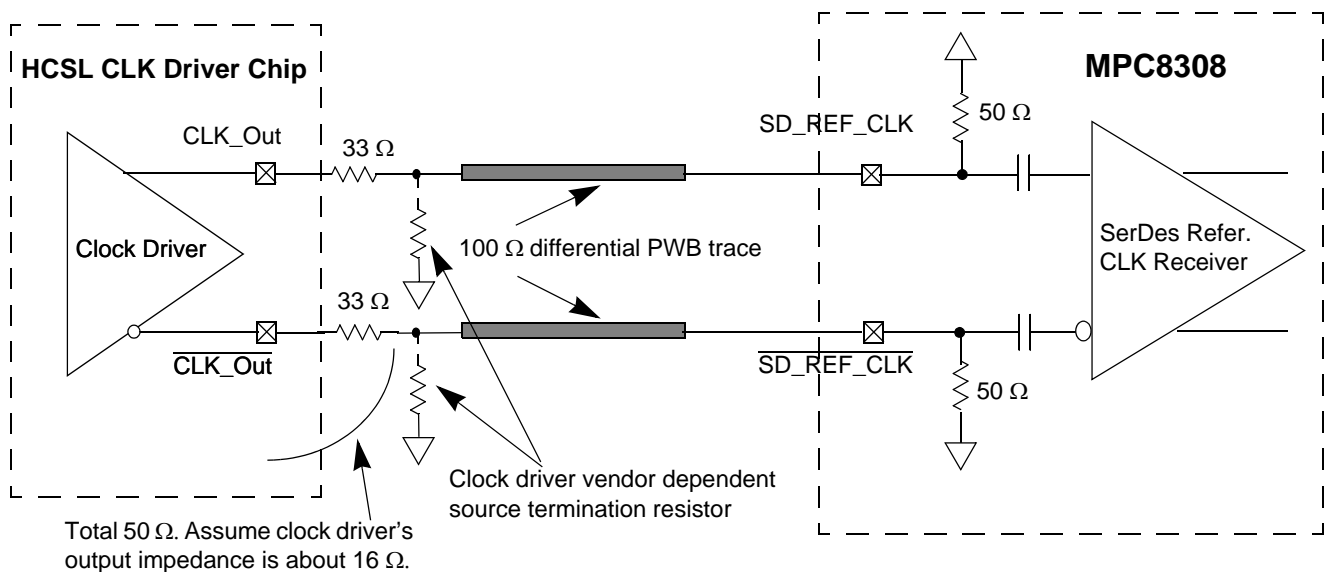 HCSL CLK Driver Chip
MPC8308
CLK_Out
33 Ω
SD_REF_CLK
50 Ω
Clock Driver
100 Ω differential PWB trace
SerDes Refer.
CLK Receiver
33 Ω
CLK_Out
SD_REF_CLK
50 Ω
Clock driver vendor dependent
source termination resistor
Total 50 Ω. Assume clock driver's
output impedance is about 16 Ω.